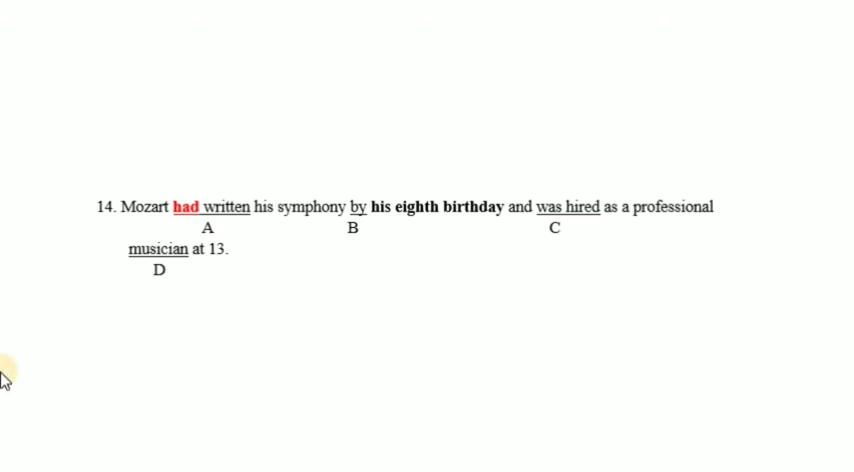 14. Mozart had written his symphony by his eighth birthday and was hired as a professional
A B C
musician at 13.
D